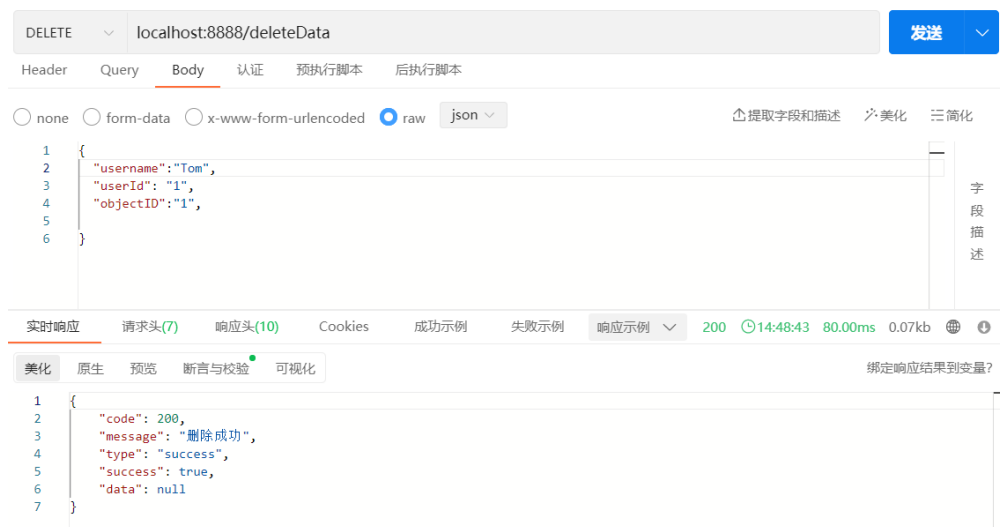 DELETE localhost:8888/deleteData 发送
Header Query Body 认证 预执行脚本 后执行脚本
none form-data x-www-form-urlencoded raw json 提取字段和描述 美化 简化
1 {
2 "username":"Tom",
3 "userId": "1",
4 "objectID":"1",
5
6 }
字
段
描
述
实时响应 请求头(7) 响应头(10) Cookies 成功示例 失败示例 响应示例 200 14:48:43 80.00ms 0.07kb
美化 原生 预览 断言与校验 可视化 绑定响应结果到变量?
1 {
2 "code": 200,
3 "message": "删除成功",
4 "type": "success",
5 "success": true,
6 "data": null
7 }